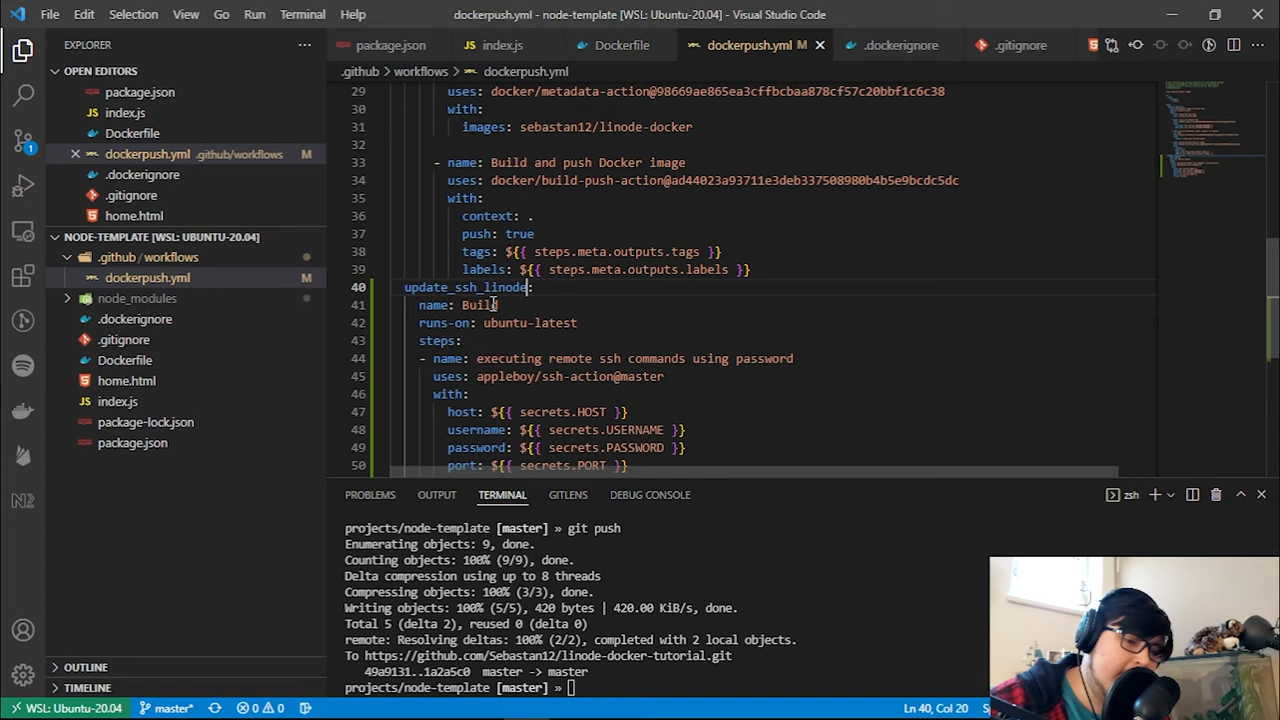 File Edit Selection View Go Run Terminal Help
dockerpush.yml - node-template [WSL: Ubuntu-20.04] - Visual Studio Code
EXPLORER
OPEN EDITORS
package.json
index.js
Dockerfile
dockerpush.yml .github/workflows M
.dockerignore
.gitignore
home.html
NODE-TEMPLATE [WSL: UBUNTU-20.04]
.github / workflows
dockerpush.yml M
node_modules
.dockerignore
.gitignore
Dockerfile
home.html
index.js
package-lock.json
package.json
OUTLINE
TIMELINE
package.json index.js Dockerfile dockerpush.yml M .dockerignore .gitignore
.github > workflows > dockerpush.yml
29 uses: docker/metadata-action@98669ae865ea3cffbcbaa878cf57c20bbf1c6c38
30 with:
31 images: sebastan12/linode-docker
32
33 - name: Build and push Docker image
34 uses: docker/build-push-action@ad44023a93711e3deb337508980b4b5e9bcdc5dc
35 with:
36 context: .
37 push: true
38 tags: ${{ steps.meta.outputs.tags }}
39 labels: ${{ steps.meta.outputs.labels }}
40 update_ssh_linode:
41 name: Build
42 runs-on: ubuntu-latest
43 steps:
44 - name: executing remote ssh commands using password
45 uses: appleboy/ssh-action@master
46 with:
47 host: ${{ secrets.HOST }}
48 username: ${{ secrets.USERNAME }}
49 password: ${{ secrets.PASSWORD }}
50 port: ${{ secrets.PORT }}
PROBLEMS OUTPUT TERMINAL GITLENS DEBUG CONSOLE
zsh
projects/node-template [master] » git push
Enumerating objects: 9, done.
Counting objects: 100% (9/9), done.
Delta compression using up to 8 threads
Compressing objects: 100% (3/3), done.
Writing objects: 100% (5/5), 420 bytes | 420.00 KiB/s, done.
Total 5 (delta 2), reused 0 (delta 0)
remote: Resolving deltas: 100% (2/2), completed with 2 local objects.
To https://github.com/Sebastan12/linode-docker-tutorial.git
49a9131..1a2a5c0 master -> master
projects/node-template [master] »
WSL: Ubuntu-20.04 master* 0 0 Ln 40, Col 20